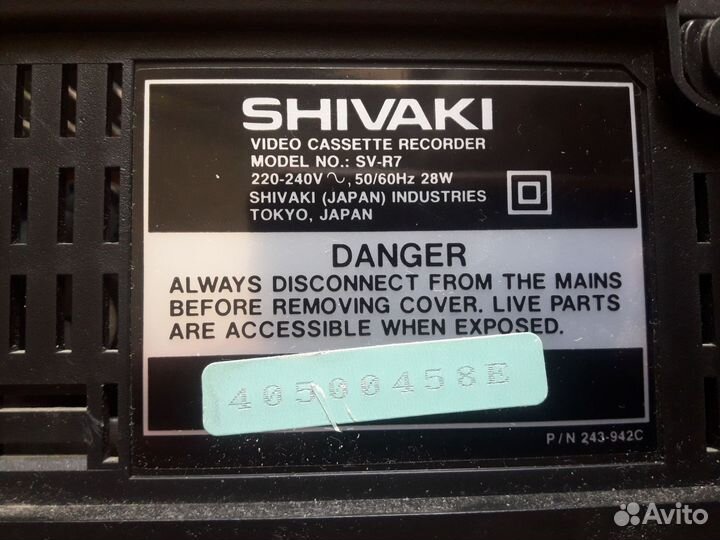 SHIVAKI
VIDEO CASSETTE RECORDER
MODEL NO.: SV-R7
220-240V ∿, 50/60Hz 28W
SHIVAKI (JAPAN) INDUSTRIES
TOKYO, JAPAN
DANGER
ALWAYS DISCONNECT FROM THE MAINS
BEFORE REMOVING COVER. LIVE PARTS
ARE ACCESSIBLE WHEN EXPOSED.
40500458E
P/N 243-942C
Avito